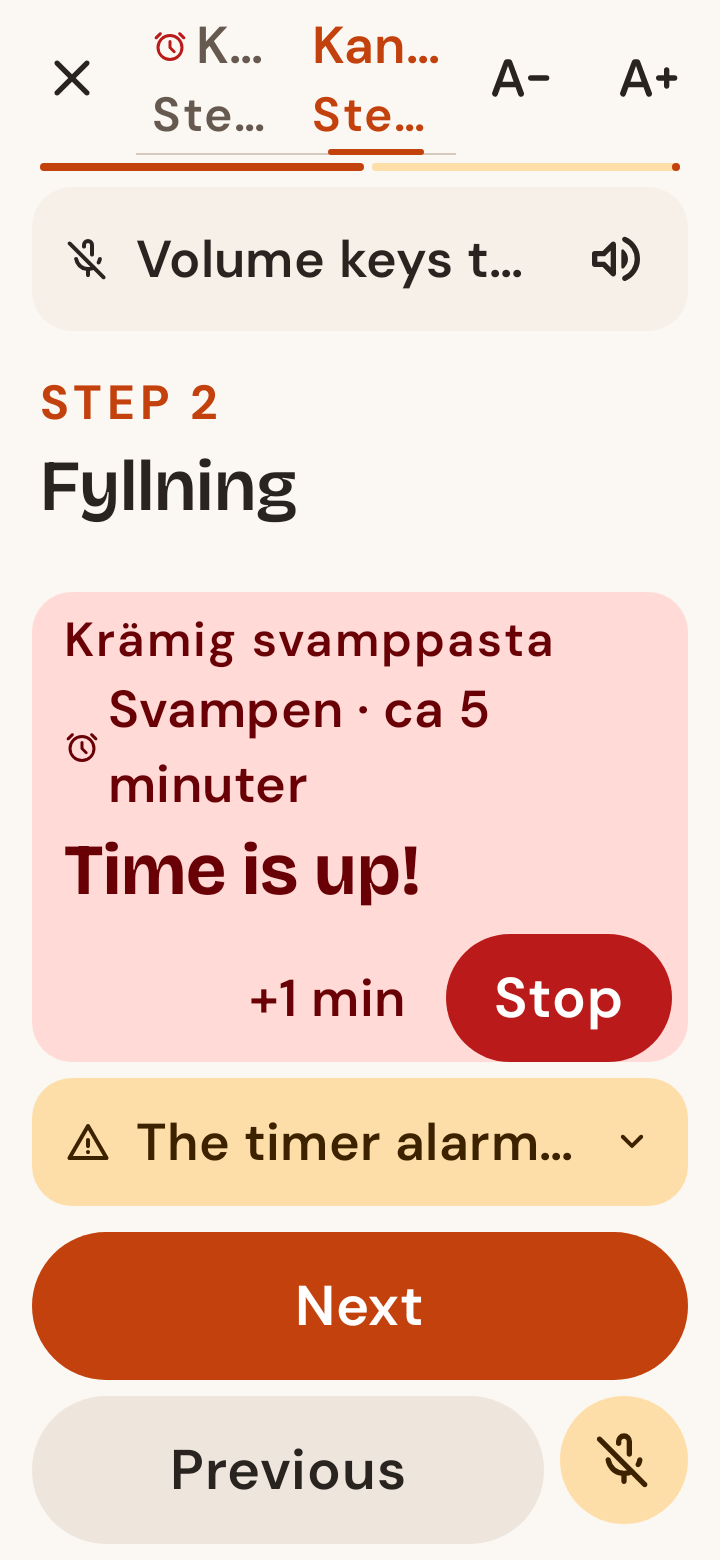 K…
Ste…
Kan…
Ste…
A−
A+
Volume keys t…
STEP 2
Fyllning
Krämig svamppasta
Svampen · ca 5
minuter
Time is up!
+1 min
Stop
The timer alarm…
Next
Previous